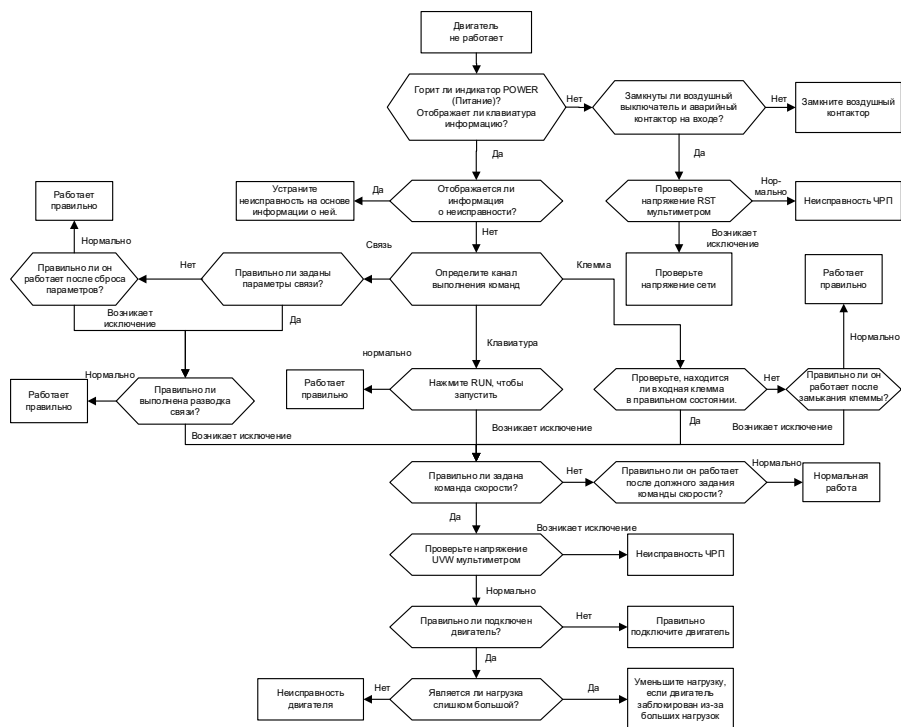 Двигатель
не работает
Горит ли индикатор POWER
(Питание)?
Отображает ли клавиатура
информацию?
Нет
Замкнуты ли воздушный
выключатель и аварийный
контактор на входе?
Нет
Замкните воздушный
контактор
Да
Да
Работает
правильно
Устраните
неисправность на основе
информации о ней.
Да
Отображается ли
информация
о неисправности?
Проверьте
напряжение RST
мультиметром
Нор-
мально
Неисправность ЧРП
Нормально
Связь
Нет
Возникает
исключение
Правильно ли он
работает после сброса
параметров?
Нет
Правильно ли заданы
параметры связи?
Определите канал
выполнения команд
Клемма
Проверьте
напряжение сети
Работает
правильно
Возникает
исключение
Да
Клавиатура
Нормально
нормально
Нормально
Работает
правильно
Правильно ли
выполнена разводка
связи?
Работает
правильно
Нажмите RUN, чтобы
запустить
Проверьте, находится
ли входная клемма
в правильном состоянии.
Нет
Правильно ли он
работает после
замыкания клеммы?
Возникает исключение
Возникает исключение
Да
Возникает исключение
Правильно ли задана
команда скорости?
Нет
Правильно ли он работает
после должного задания
команды скорости?
Нормально
Нормальная
работа
Да
Возникает исключение
Проверьте напряжение
UVW мультиметром
Неисправность ЧРП
Нормально
Правильно ли подключен
двигатель?
Нет
Правильно
подключите двигатель
Да
Неисправность
двигателя
Нет
Является ли нагрузка
слишком большой?
Да
Уменьшите нагрузку,
если двигатель
заблокирован из-за
больших нагрузок